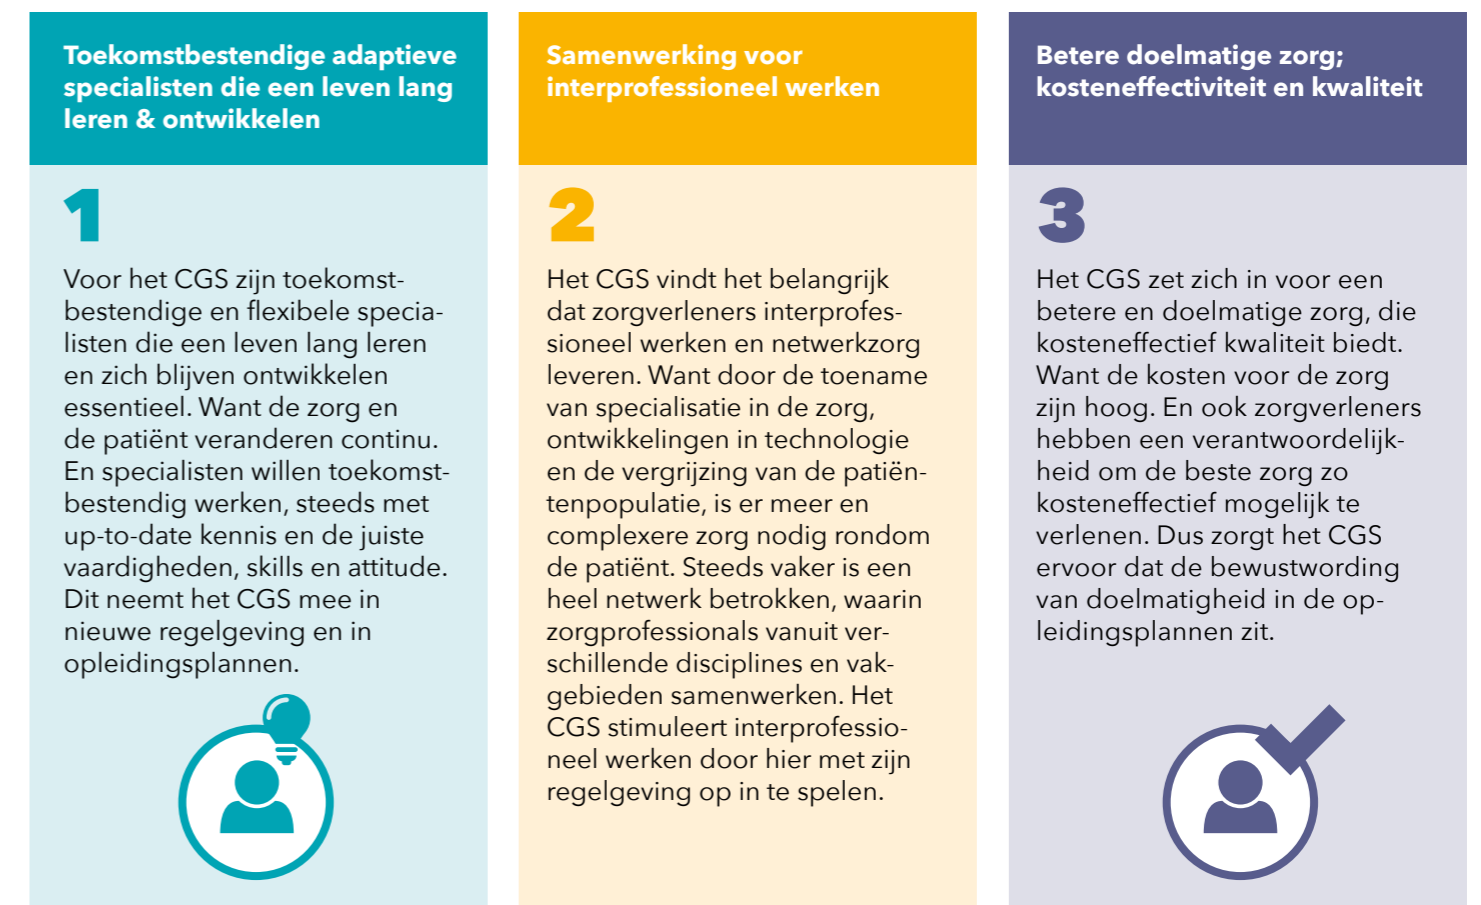 Toekomstbestendige adaptieve
specialisten die een leven lang
leren & ontwikkelen
1
Voor het CGS zijn toekomst-
bestendige en flexibele specia-
listen die een leven lang leren
en zich blijven ontwikkelen
essentieel. Want de zorg en
de patiënt veranderen continu.
En specialisten willen toekomst-
bestendig werken, steeds met
up-to-date kennis en de juiste
vaardigheden, skills en attitude.
Dit neemt het CGS mee in
nieuwe regelgeving en in
opleidingsplannen.
Samenwerking voor
interprofessioneel werken
2
Het CGS vindt het belangrijk
dat zorgverleners interprofes-
sioneel werken en netwerkzorg
leveren. Want door de toename
van specialisatie in de zorg,
ontwikkelingen in technologie
en de vergrijzing van de patiën-
tenpopulatie, is er meer en
complexere zorg nodig rondom
de patiënt. Steeds vaker is een
heel netwerk betrokken, waarin
zorgprofessionals vanuit ver-
schillende disciplines en vak-
gebieden samenwerken. Het
CGS stimuleert interprofessio-
neel werken door hier met zijn
regelgeving op in te spelen.
Betere doelmatige zorg;
kosteneffectiviteit en kwaliteit
3
Het CGS zet zich in voor een
betere en doelmatige zorg, die
kosteneffectief kwaliteit biedt.
Want de kosten voor de zorg
zijn hoog. En ook zorgverleners
hebben een verantwoordelijk-
heid om de beste zorg zo
kosteneffectief mogelijk te
verlenen. Dus zorgt het CGS
ervoor dat de bewustwording
van doelmatigheid in de op-
leidingsplannen zit.